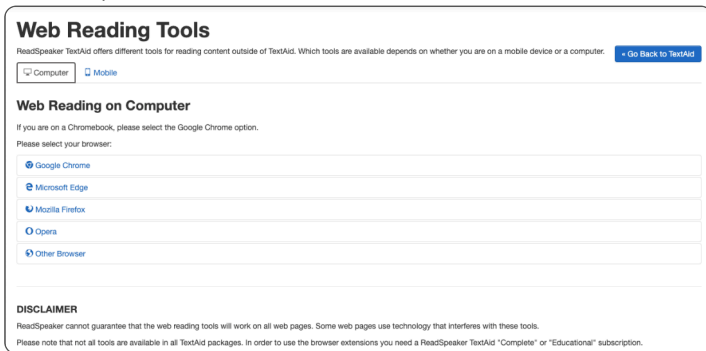 Web Reading Tools
ReadSpeaker TextAid offers different tools for reading content outside of TextAid. Which tools are available depends on whether you are on a mobile device or a computer.
« Go Back to TextAid
Computer
Mobile
Web Reading on Computer
If you are on a Chromebook, please select the Google Chrome option.
Please select your browser:
Google Chrome
Microsoft Edge
Mozilla Firefox
Opera
Other Browser
DISCLAIMER
ReadSpeaker cannot guarantee that the web reading tools will work on all web pages. Some web pages use technology that interferes with these tools.
Please note that not all tools are available in all TextAid packages. In order to use the browser extensions you need a ReadSpeaker TextAid "Complete" or "Educational" subscription.